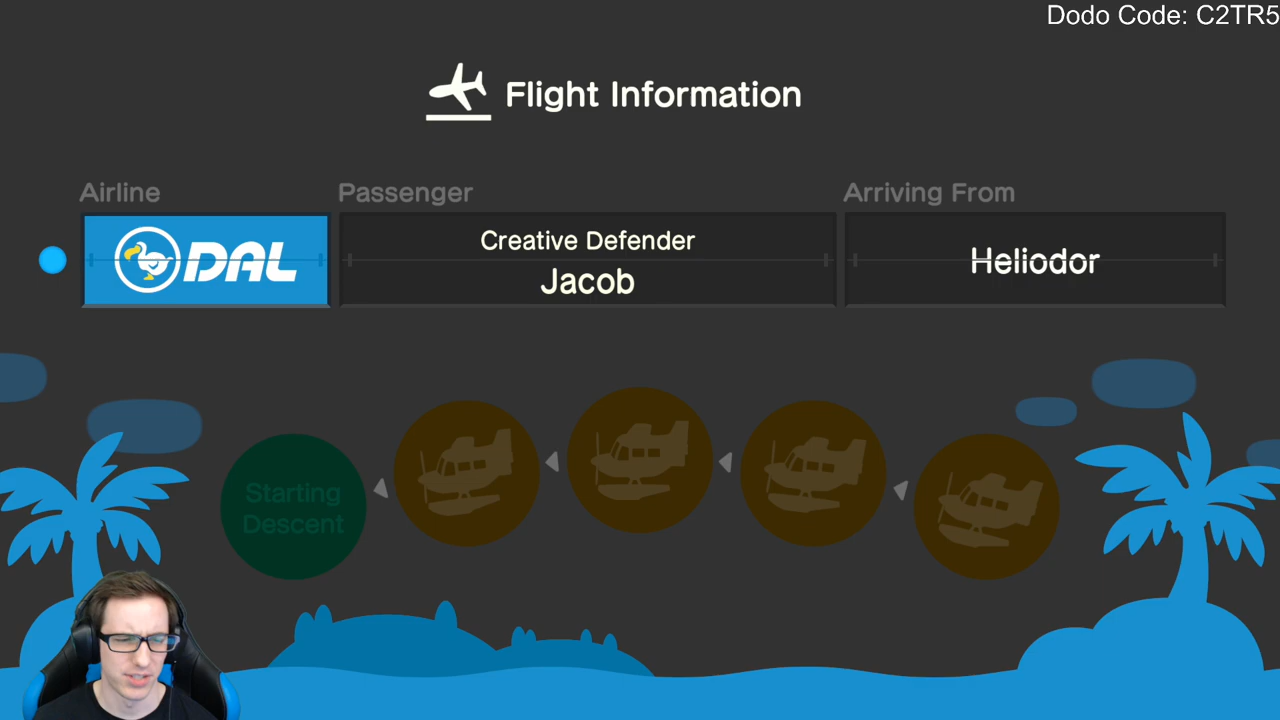 Dodo Code: C2TR5
Flight Information
Airline
Passenger
Arriving From
DAL
Creative Defender
Jacob
Heliodor
Starting
Descent